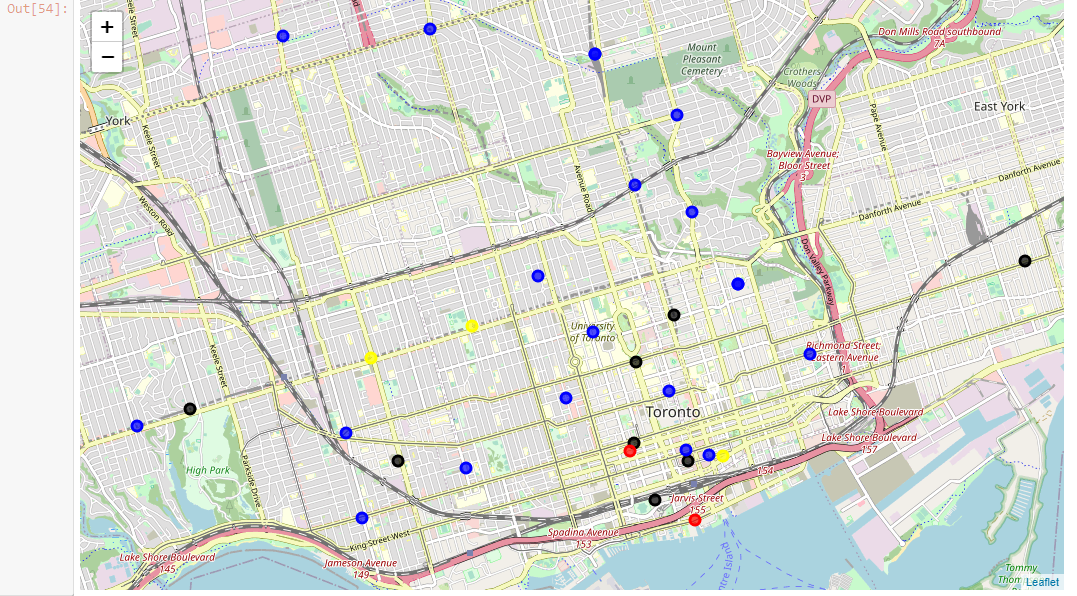 Out[54]:
+
−
Keele Street
Don Mills Road southbound
7A
Mount
Pleasant
Cemetery
Crothers
Woods
DVP
York
East York
Keele Street
Pape Avenue
Bayview Avenue;
Bloor Street
3
Danforth Avenue
Weston Road
Avenue Road
Danforth Avenue
Don Valley Parkway
University
of Toronto
Richmond Street;
Eastern Avenue
Keele Street
Toronto
Lake Shore Boulevard
Lake Shore Boulevard
157
High Park
Parkside Drive
154
Jarvis Street
155
Spadina Avenue
153
King Street West
Lake Shore Boulevard
145
Jameson Avenue
149
Tommy
Leaflet